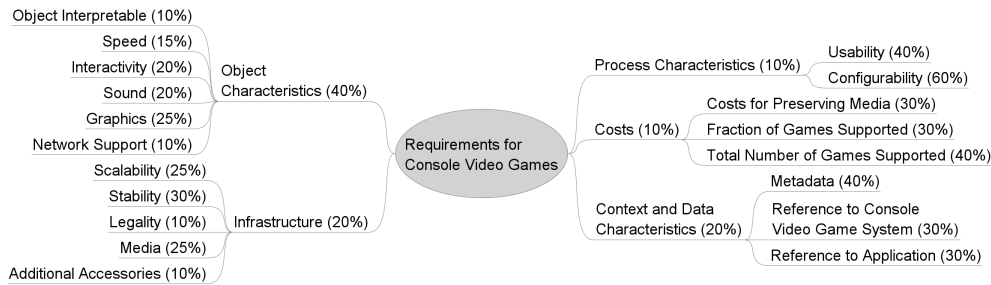 Requirements for
Console Video Games
Object
Characteristics (40%)
Object Interpretable (10%)
Speed (15%)
Interactivity (20%)
Sound (20%)
Graphics (25%)
Network Support (10%)
Infrastructure (20%)
Scalability (25%)
Stability (30%)
Legality (10%)
Media (25%)
Additional Accessories (10%)
Process Characteristics (10%)
Usability (40%)
Configurability (60%)
Costs (10%)
Costs for Preserving Media (30%)
Fraction of Games Supported (30%)
Total Number of Games Supported (40%)
Context and Data
Characteristics (20%)
Metadata (40%)
Reference to Console
Video Game System (30%)
Reference to Application (30%)